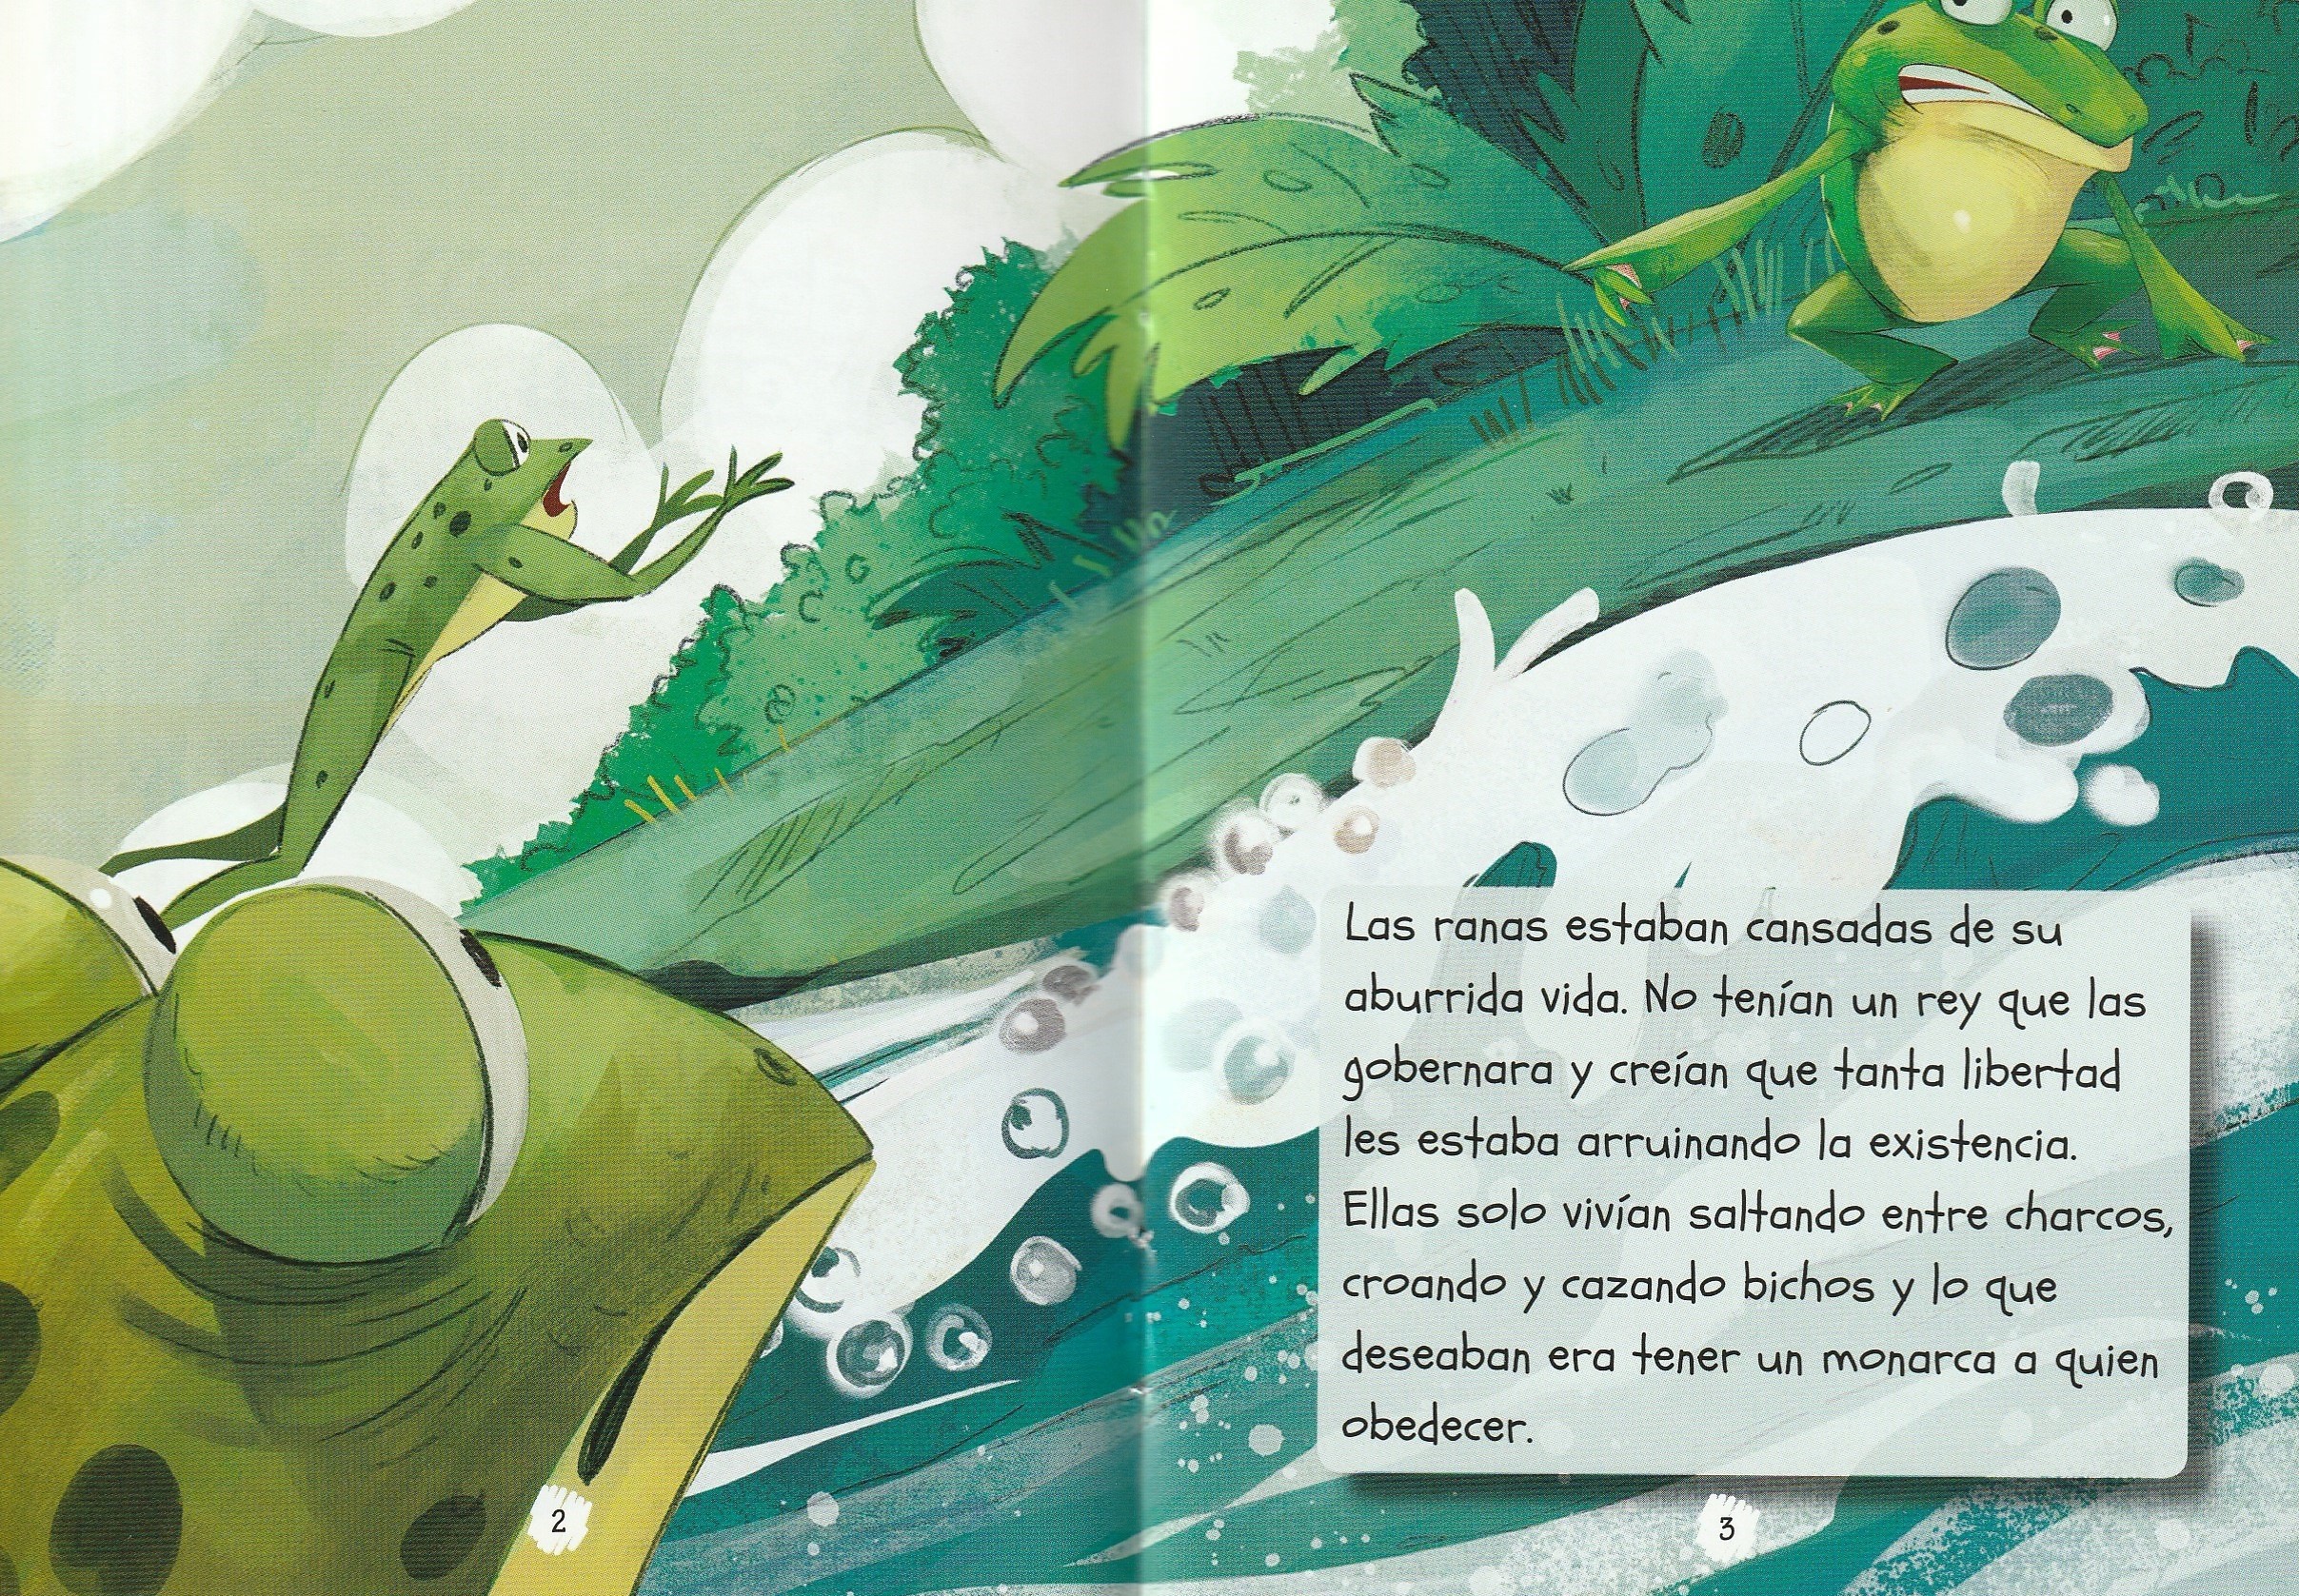 Las ranas estaban cansadas de su
aburrida vida. No tenían un rey que las
gobernara y creían que tanta libertad
les estaba arruinando la existencia.
Ellas solo vivían saltando entre charcos,
croando y cazando bichos y lo que
deseaban era tener un monarca a quien
obedecer.
2
3